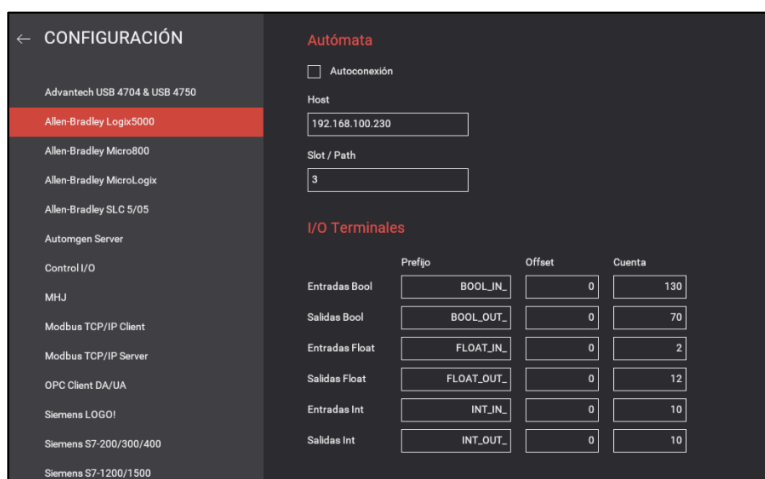 ← CONFIGURACIÓN
Advantech USB 4704 & USB 4750
Allen-Bradley Logix5000
Allen-Bradley Micro800
Allen-Bradley MicroLogix
Allen-Bradley SLC 5/05
Automgen Server
Control I/O
MHJ
Modbus TCP/IP Client
Modbus TCP/IP Server
OPC Client DA/UA
Siemens LOGO!
Siemens S7-200/300/400
Siemens S7-1200/1500
Autómata
Autoconexión
Host
192.168.100.230
Slot / Path
3
I/O Terminales
Prefijo Offset Cuenta
Entradas Bool BOOL_IN_ 0 130
Salidas Bool BOOL_OUT_ 0 70
Entradas Float FLOAT_IN_ 0 2
Salidas Float FLOAT_OUT_ 0 12
Entradas Int INT_IN_ 0 10
Salidas Int INT_OUT_ 0 10